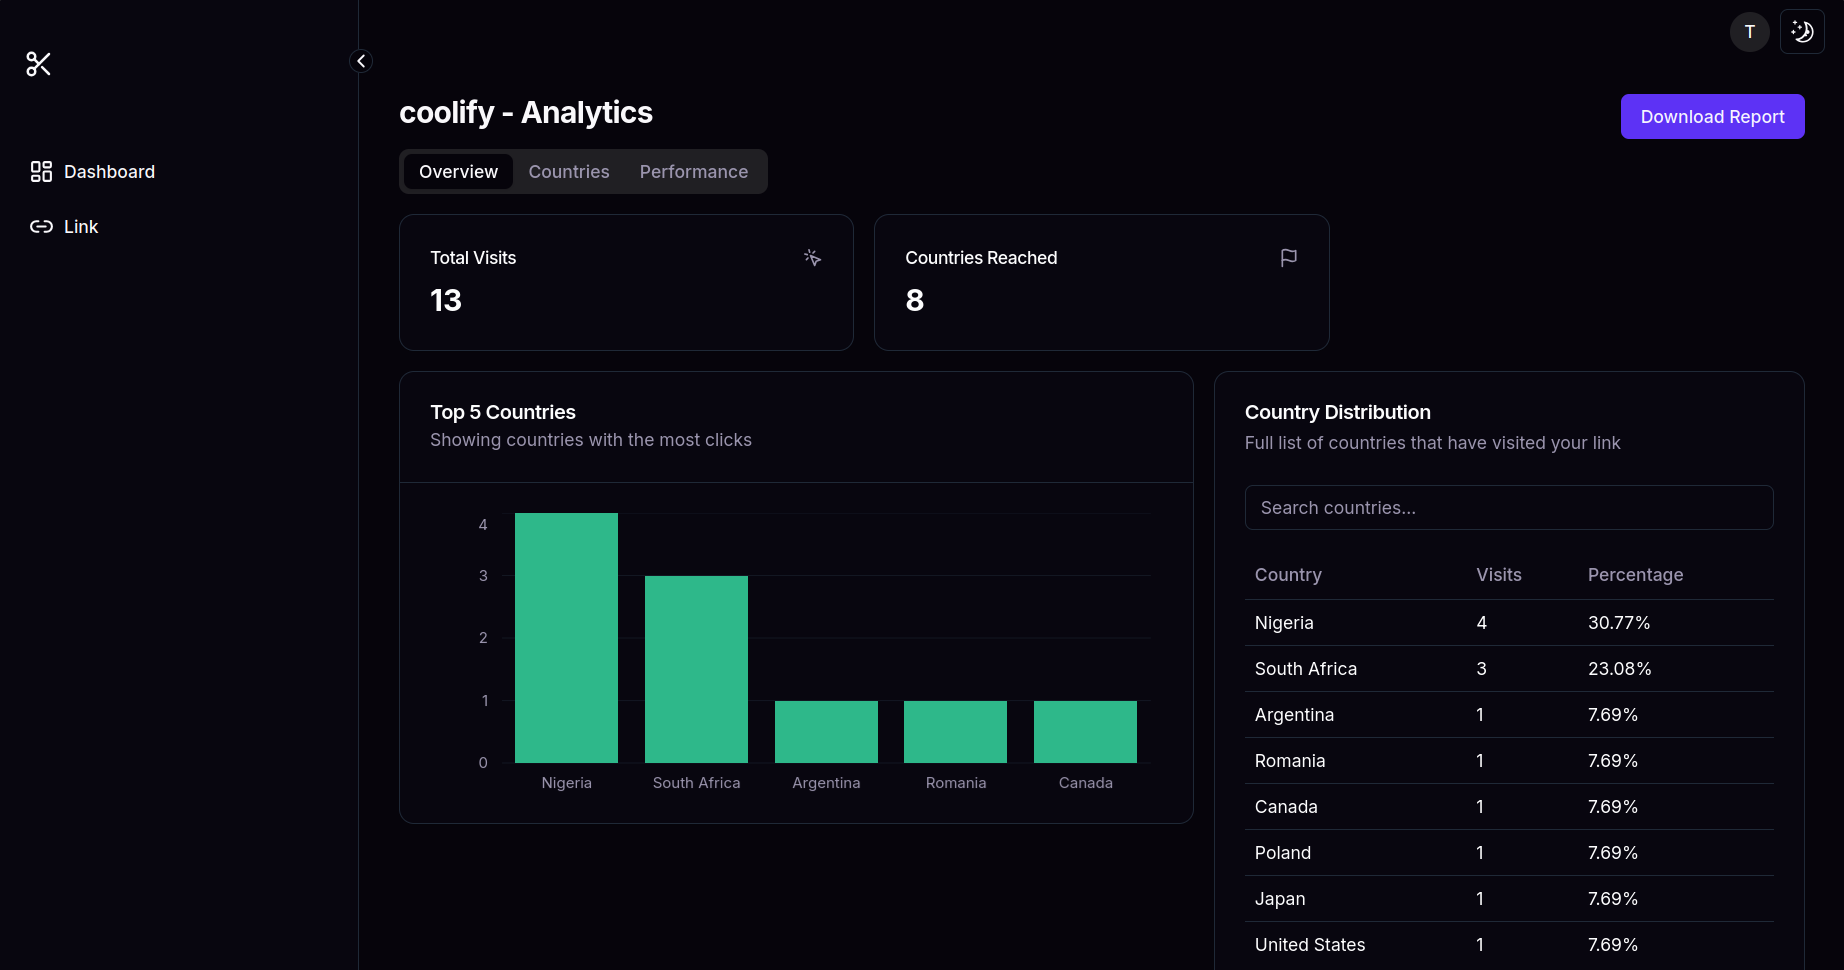 T
Dashboard
Link
coolify - Analytics
Download Report
Overview Countries Performance
Total Visits
13
Countries Reached
8
Top 5 Countries
Showing countries with the most clicks
4
3
2
1
0
Nigeria South Africa Argentina Romania Canada
Country Distribution
Full list of countries that have visited your link
Search countries...
Country Visits Percentage
Nigeria 4 30.77%
South Africa 3 23.08%
Argentina 1 7.69%
Romania 1 7.69%
Canada 1 7.69%
Poland 1 7.69%
Japan 1 7.69%
United States 1 7.69%